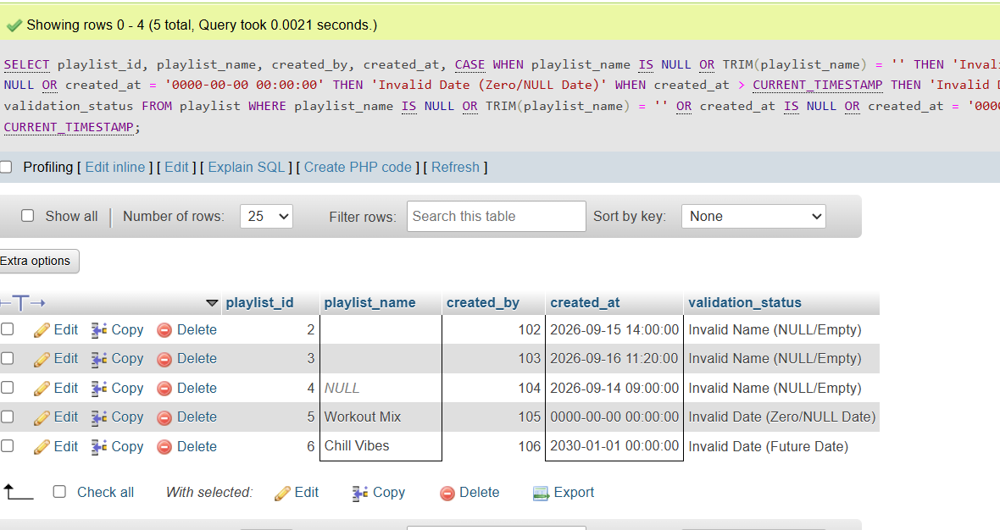 Showing rows 0 - 4 (5 total, Query took 0.0021 seconds.)
SELECT playlist_id, playlist_name, created_by, created_at, CASE WHEN playlist_name IS NULL OR TRIM(playlist_name) = '' THEN 'Invali
NULL OR created_at = '0000-00-00 00:00:00' THEN 'Invalid Date (Zero/NULL Date)' WHEN created_at > CURRENT_TIMESTAMP THEN 'Invalid D
validation_status FROM playlist WHERE playlist_name IS NULL OR TRIM(playlist_name) = '' OR created_at IS NULL OR created_at = '0000
CURRENT_TIMESTAMP;
Profiling [ Edit inline ] [ Edit ] [ Explain SQL ] [ Create PHP code ] [ Refresh ]
Show all Number of rows: 25 Filter rows: Search this table Sort by key: None
Extra options
playlist_id playlist_name created_by created_at validation_status
Edit Copy Delete 2 102 2026-09-15 14:00:00 Invalid Name (NULL/Empty)
Edit Copy Delete 3 103 2026-09-16 11:20:00 Invalid Name (NULL/Empty)
Edit Copy Delete 4 NULL 104 2026-09-14 09:00:00 Invalid Name (NULL/Empty)
Edit Copy Delete 5 Workout Mix 105 0000-00-00 00:00:00 Invalid Date (Zero/NULL Date)
Edit Copy Delete 6 Chill Vibes 106 2030-01-01 00:00:00 Invalid Date (Future Date)
Check all With selected: Edit Copy Delete Export